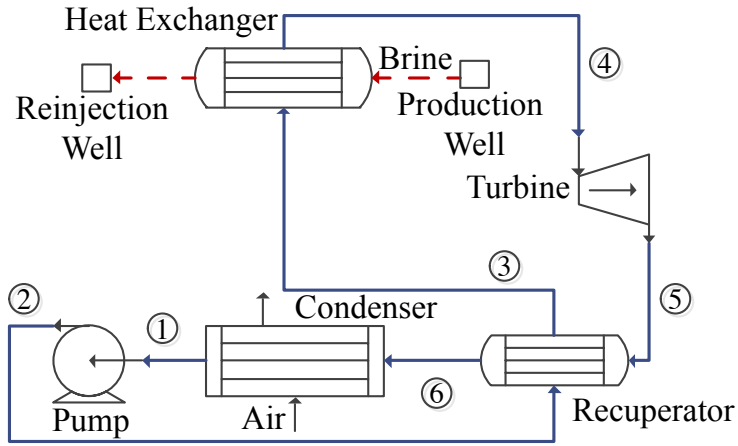 Heat Exchanger
④
Brine
Reinjection
Well
Production
Well
Turbine
③
⑤
②
①
Condenser
⑥
Pump
Air
Recuperator